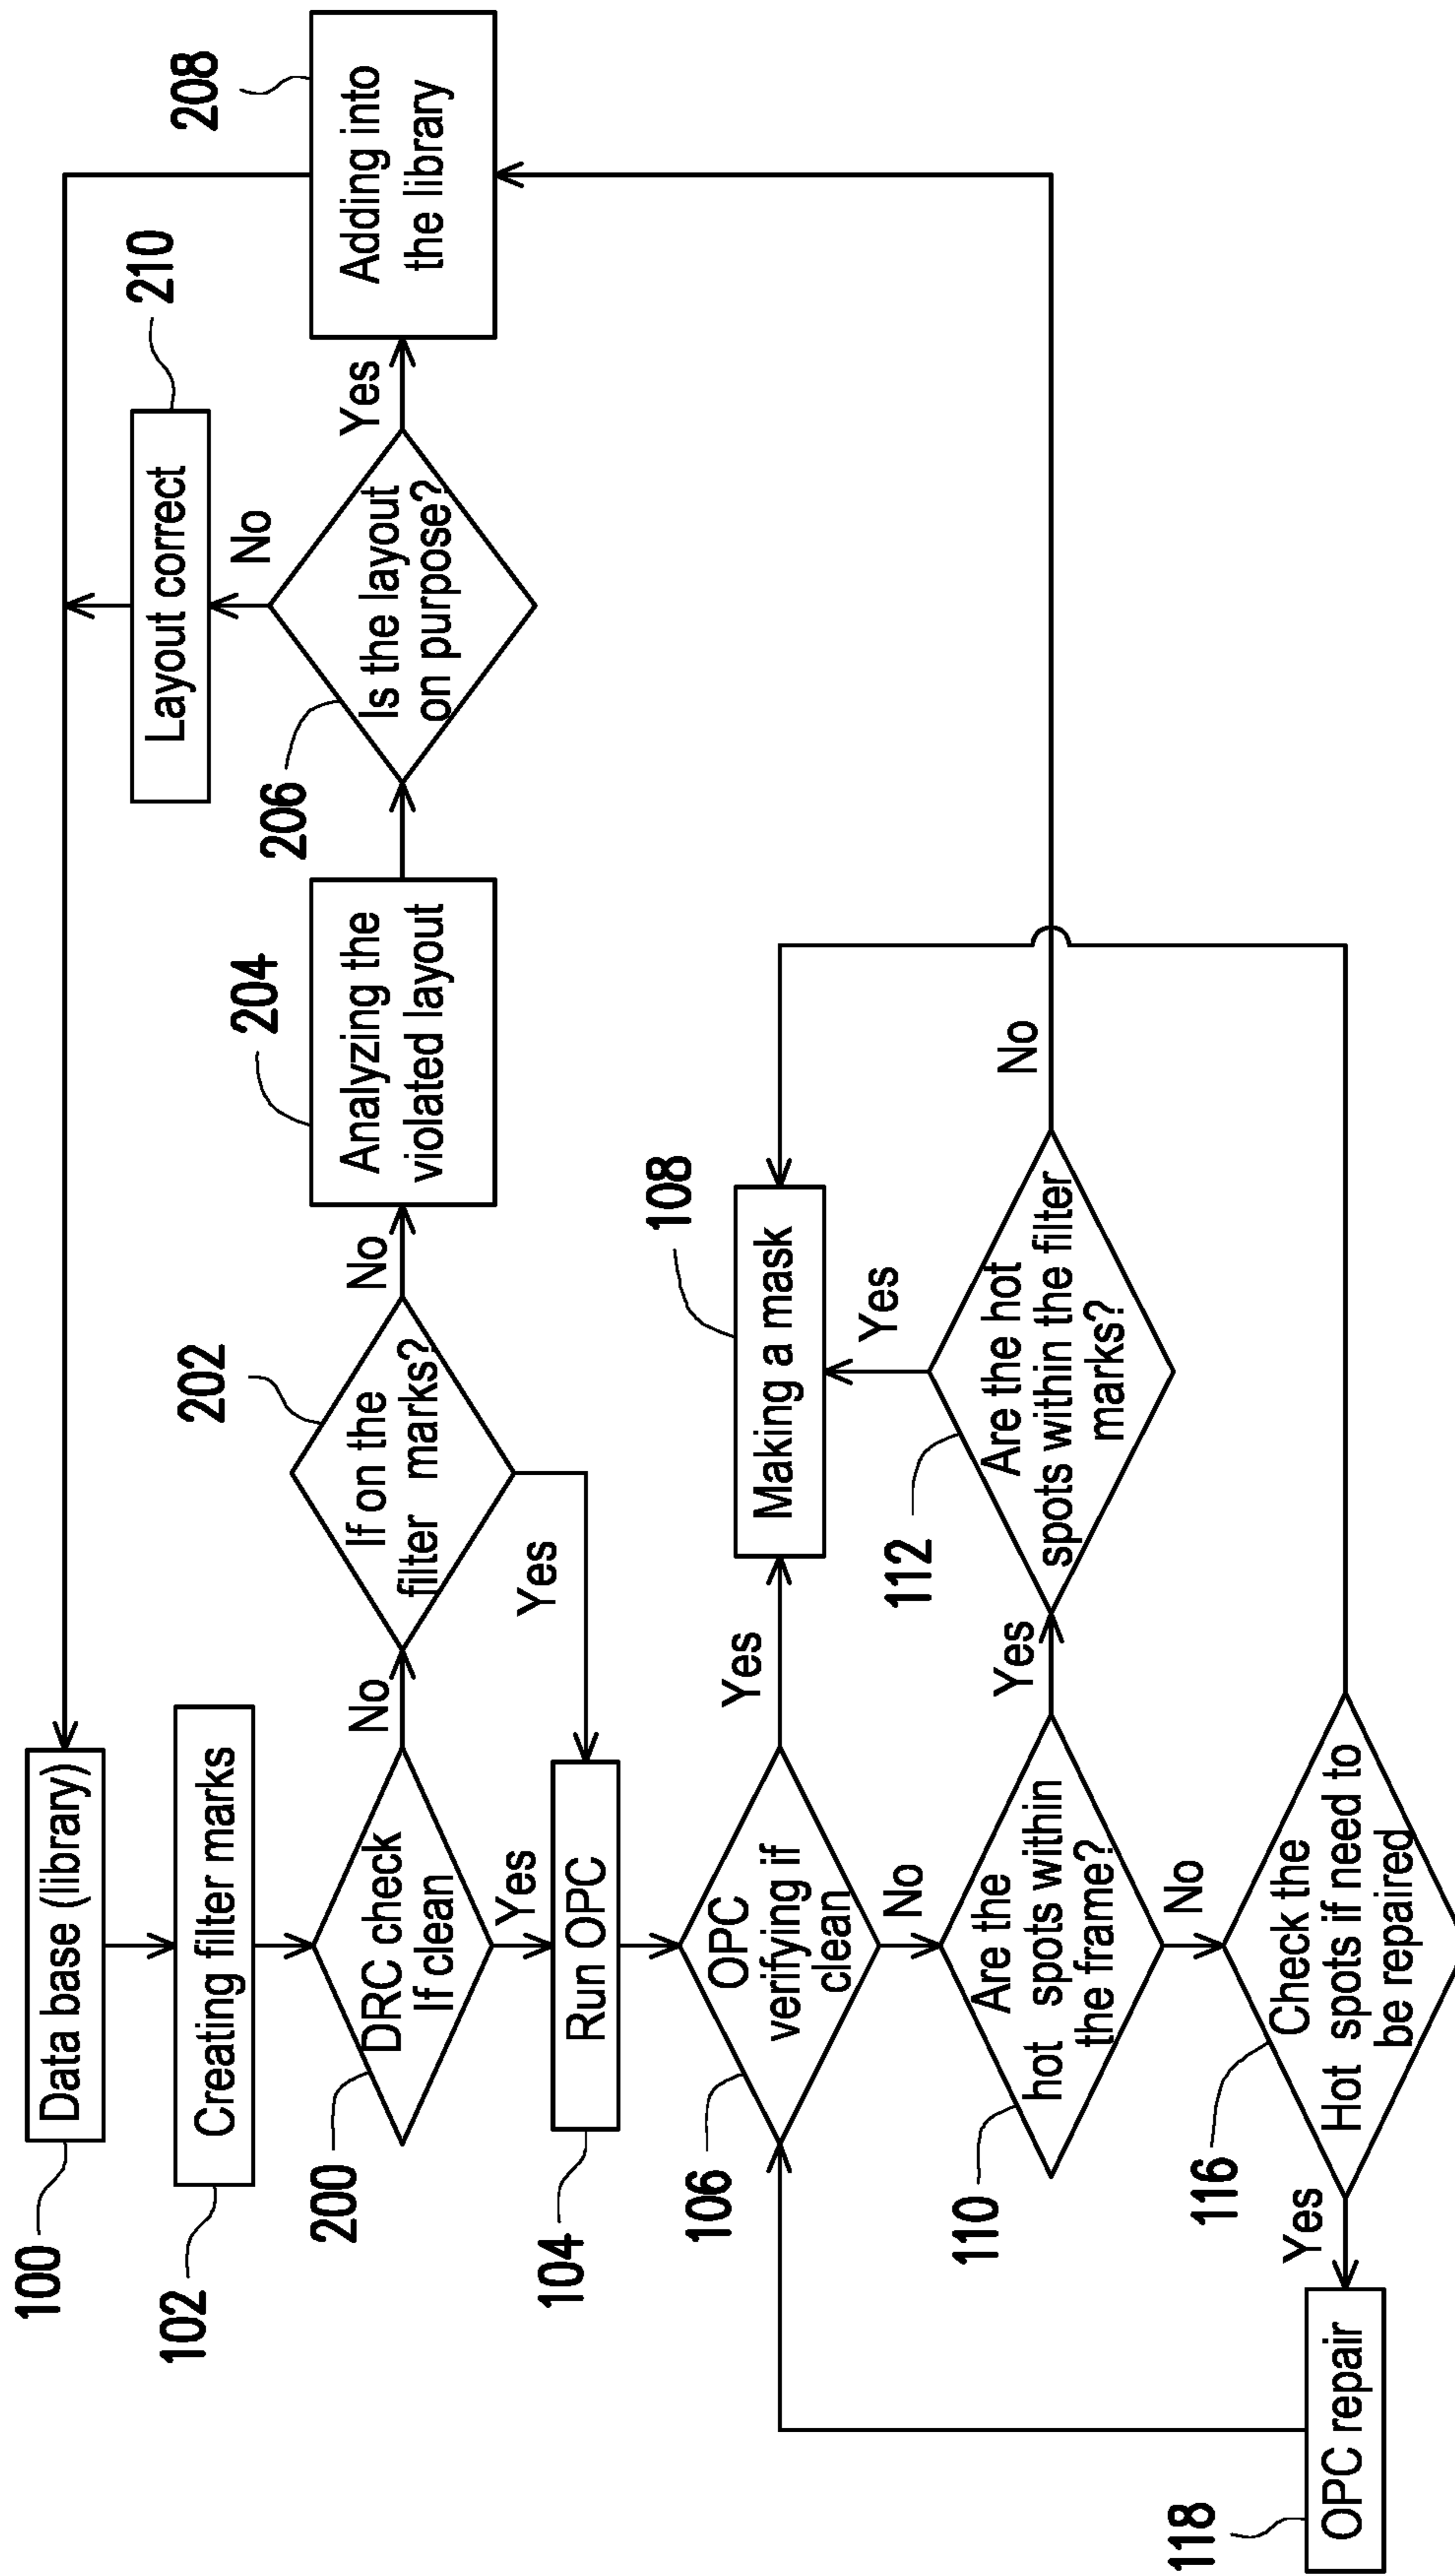 100
Data base (library)
102
Creating filter marks
200
DRC check
If clean
No
Yes
202
If on the
filter marks?
No
Yes
204
Analyzing the
violated layout
206
Is the layout
on purpose?
No
Yes
210
Layout correct
208
Adding into
the library
104
Run OPC
106
OPC
verifying if
clean
Yes
No
108
Making a mask
110
Are the
hot spots within
the frame?
Yes
No
112
Are the hot
spots within the filter
marks?
Yes
No
116
Check the
Hot spots if need to
be repaired
Yes
118
OPC repair